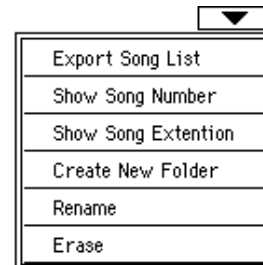 Export Song List
Show Song Number
Show Song Extention
Create New Folder
Rename
Erase